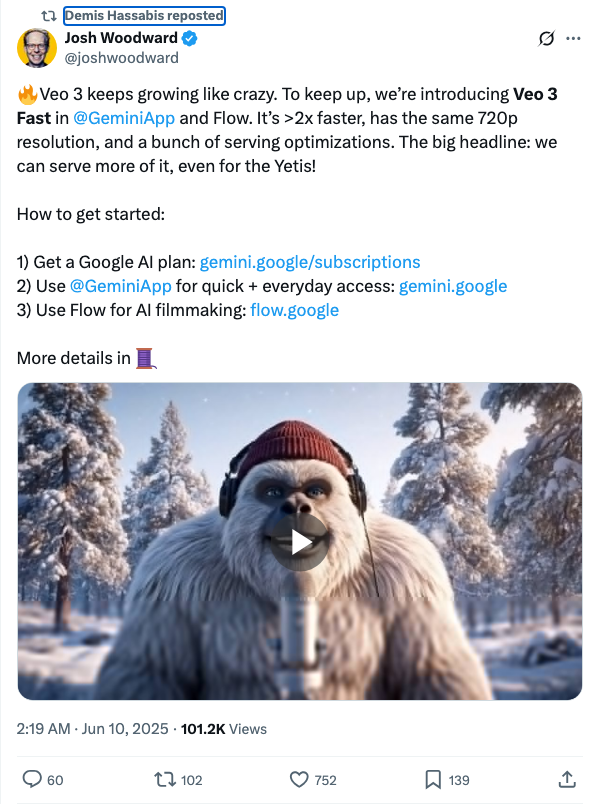 Demis Hassabis reposted
Josh Woodward
@joshwoodward
🔥Veo 3 keeps growing like crazy. To keep up, we’re introducing Veo 3
Fast in @GeminiApp and Flow. It’s >2x faster, has the same 720p
resolution, and a bunch of serving optimizations. The big headline: we
can serve more of it, even for the Yetis!
How to get started:
1) Get a Google AI plan: gemini.google/subscriptions
2) Use @GeminiApp for quick + everyday access: gemini.google
3) Use Flow for AI filmmaking: flow.google
More details in 🧵
2:19 AM · Jun 10, 2025 · 101.2K Views
60 102 752 139